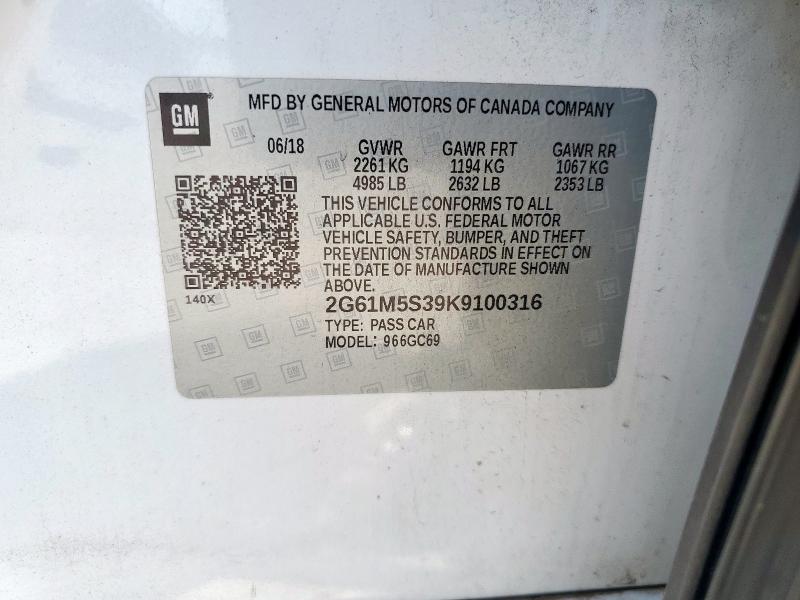 GM
MFD BY GENERAL MOTORS OF CANADA COMPANY
06/18 GVWR GAWR FRT GAWR RR
2261 KG 1194 KG 1067 KG
4985 LB 2632 LB 2353 LB
THIS VEHICLE CONFORMS TO ALL
APPLICABLE U.S. FEDERAL MOTOR
VEHICLE SAFETY, BUMPER, AND THEFT
PREVENTION STANDARDS IN EFFECT ON
THE DATE OF MANUFACTURE SHOWN
ABOVE.
140X
2G61M5S39K9100316
TYPE: PASS CAR
MODEL: 966GC69